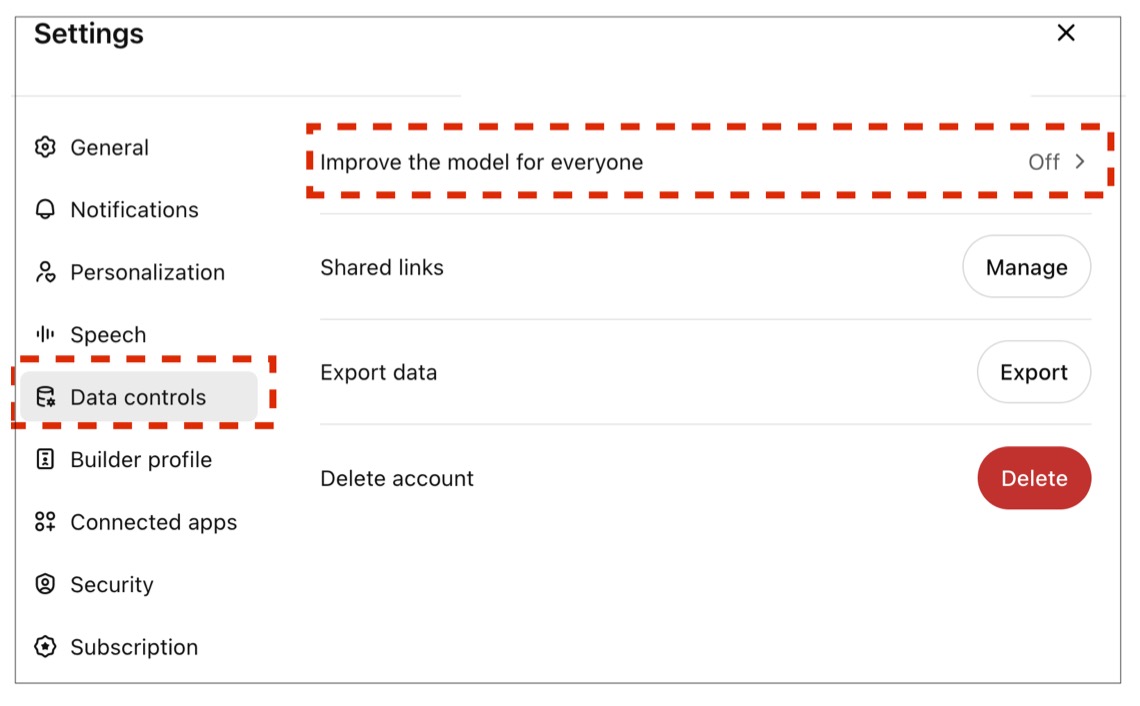 Settings
General
Notifications
Personalization
Speech
Data controls
Builder profile
Connected apps
Security
Subscription
Improve the model for everyone Off
Shared links Manage
Export data Export
Delete account Delete